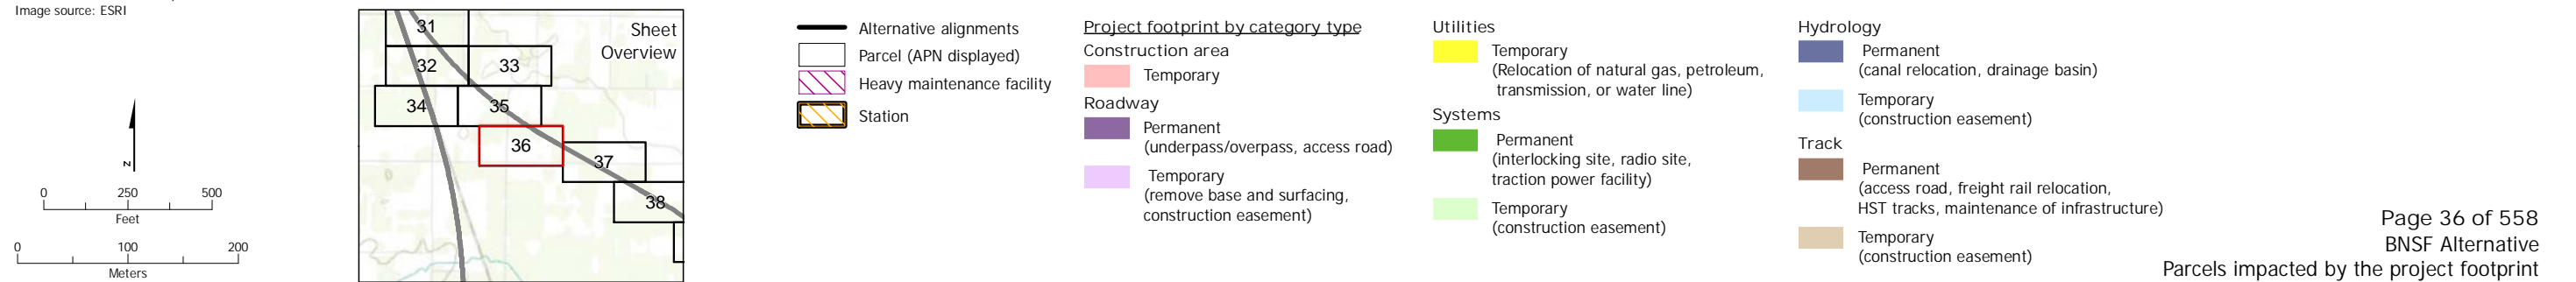 Image source: ESRI
N
0 250 500
Feet
0 100 200
Meters
Sheet
Overview
31
32
33
34
35
36
37
38
Alternative alignments
Parcel (APN displayed)
Heavy maintenance facility
Station
Project footprint by category type
Construction area
Temporary
Roadway
Permanent
(underpass/overpass, access road)
Temporary
(remove base and surfacing,
construction easement)
Utilities
Temporary
(Relocation of natural gas, petroleum,
transmission, or water line)
Systems
Permanent
(interlocking site, radio site,
traction power facility)
Temporary
(construction easement)
Hydrology
Permanent
(canal relocation, drainage basin)
Temporary
(construction easement)
Track
Permanent
(access road, freight rail relocation,
HST tracks, maintenance of infrastructure)
Temporary
(construction easement)
Page 36 of 558
BNSF Alternative
Parcels impacted by the project footprint